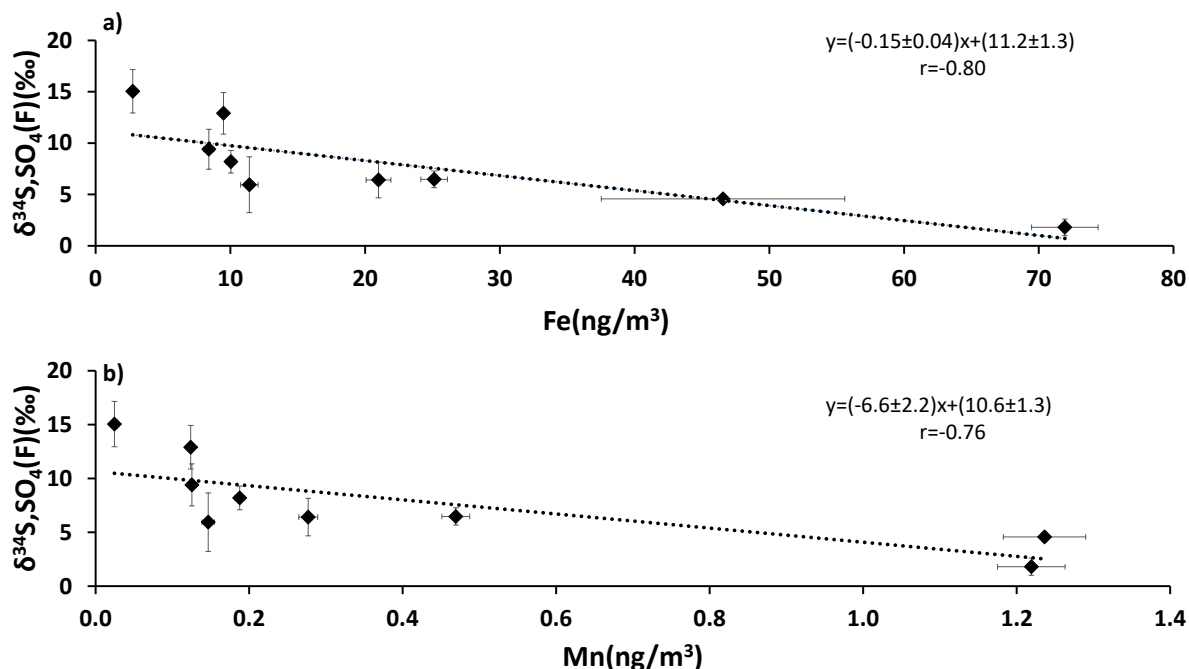 a)
y=(-0.15±0.04)x+(11.2±1.3)
r=-0.80
δ³⁴S,SO₄(F)(‰)
20
15
10
5
0
0 10 20 30 40 50 60 70 80
Fe(ng/m³)
b)
y=(-6.6±2.2)x+(10.6±1.3)
r=-0.76
δ³⁴S,SO₄(F)(‰)
20
15
10
5
0
0.0 0.2 0.4 0.6 0.8 1.0 1.2 1.4
Mn(ng/m³)